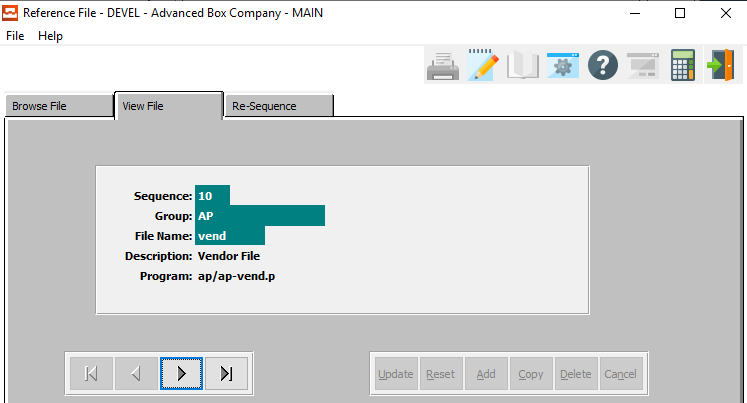 Reference File - DEVEL - Advanced Box Company - MAIN
File Help
Browse File View File Re-Sequence
Sequence: 10
Group: AP
File Name: vend
Description: Vendor File
Program: ap/ap-vend.p
Update Reset Add Copy Delete Cancel